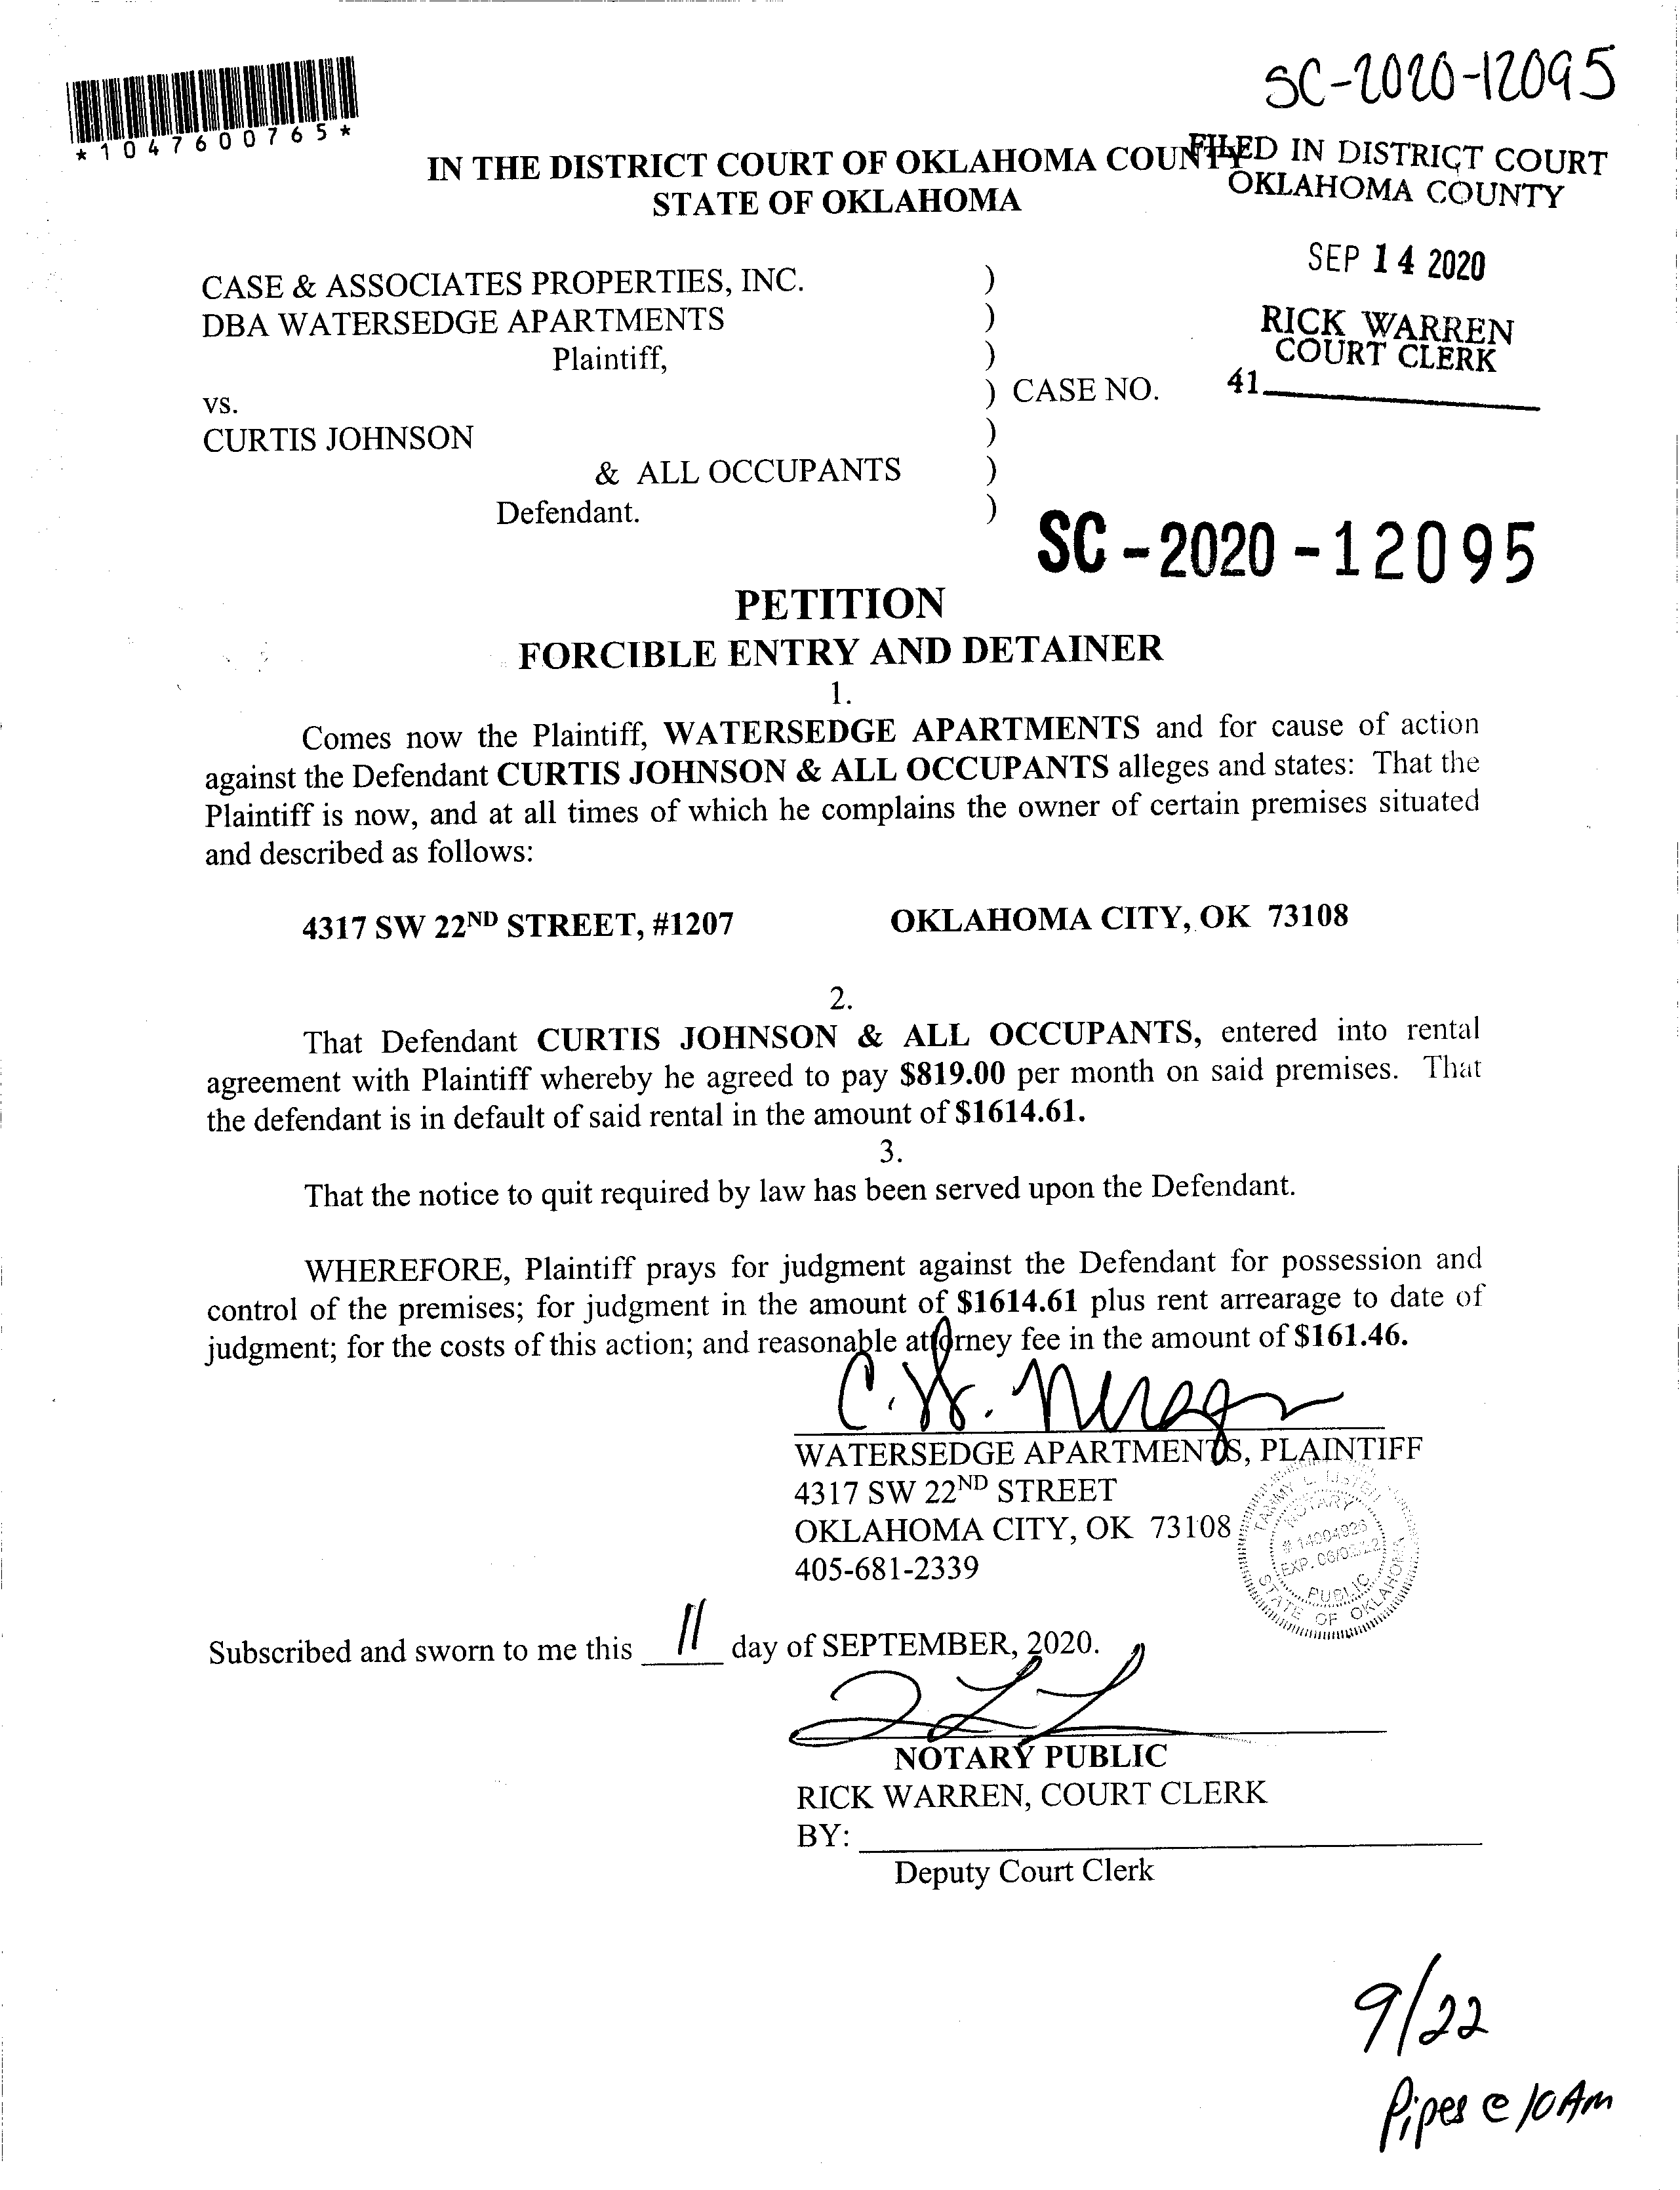 SC-2020-12095
*1047600765*
IN THE DISTRICT COURT OF OKLAHOMA COUNTY
STATE OF OKLAHOMA
FILED IN DISTRICT COURT
OKLAHOMA COUNTY
SEP 14 2020
RICK WARREN
COURT CLERK
41
CASE & ASSOCIATES PROPERTIES, INC. )
DBA WATERSEDGE APARTMENTS )
Plaintiff, )
) CASE NO.
vs.
CURTIS JOHNSON )
& ALL OCCUPANTS )
Defendant. )
SC-2020-12095
PETITION
FORCIBLE ENTRY AND DETAINER
1.
Comes now the Plaintiff, WATERSEDGE APARTMENTS and for cause of action
against the Defendant CURTIS JOHNSON & ALL OCCUPANTS alleges and states: That the
Plaintiff is now, and at all times of which he complains the owner of certain premises situated
and described as follows:
4317 SW 22ND STREET, #1207 OKLAHOMA CITY, OK 73108
2.
That Defendant CURTIS JOHNSON & ALL OCCUPANTS, entered into rental
agreement with Plaintiff whereby he agreed to pay $819.00 per month on said premises. That
the defendant is in default of said rental in the amount of $1614.61.
3.
That the notice to quit required by law has been served upon the Defendant.
WHEREFORE, Plaintiff prays for judgment against the Defendant for possession and
control of the premises; for judgment in the amount of $1614.61 plus rent arrearage to date of
judgment; for the costs of this action; and reasonable attorney fee in the amount of $161.46.
WATERSEDGE APARTMENTS, PLAINTIFF
4317 SW 22ND STREET
OKLAHOMA CITY, OK 73108
405-681-2339
TAMMY L.
NOTARY
# 14004926
EXP.
PUBLIC
STATE OF OKLAHOMA
Subscribed and sworn to me this 11 day of SEPTEMBER, 2020.
NOTARY PUBLIC
RICK WARREN, COURT CLERK
BY:
Deputy Court Clerk
9/22
Pipes @ 10 Am